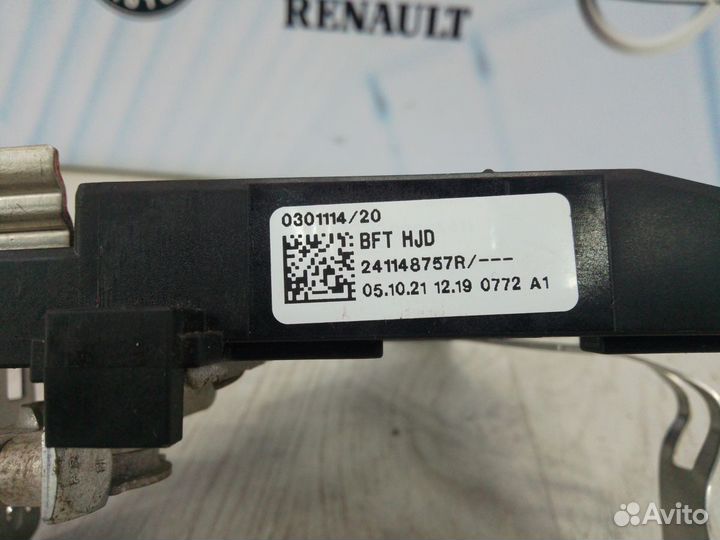 RENAULT
0301114/20
BFT HJD
241148757R/---
05.10.21 12.19 0772 A1
Avito